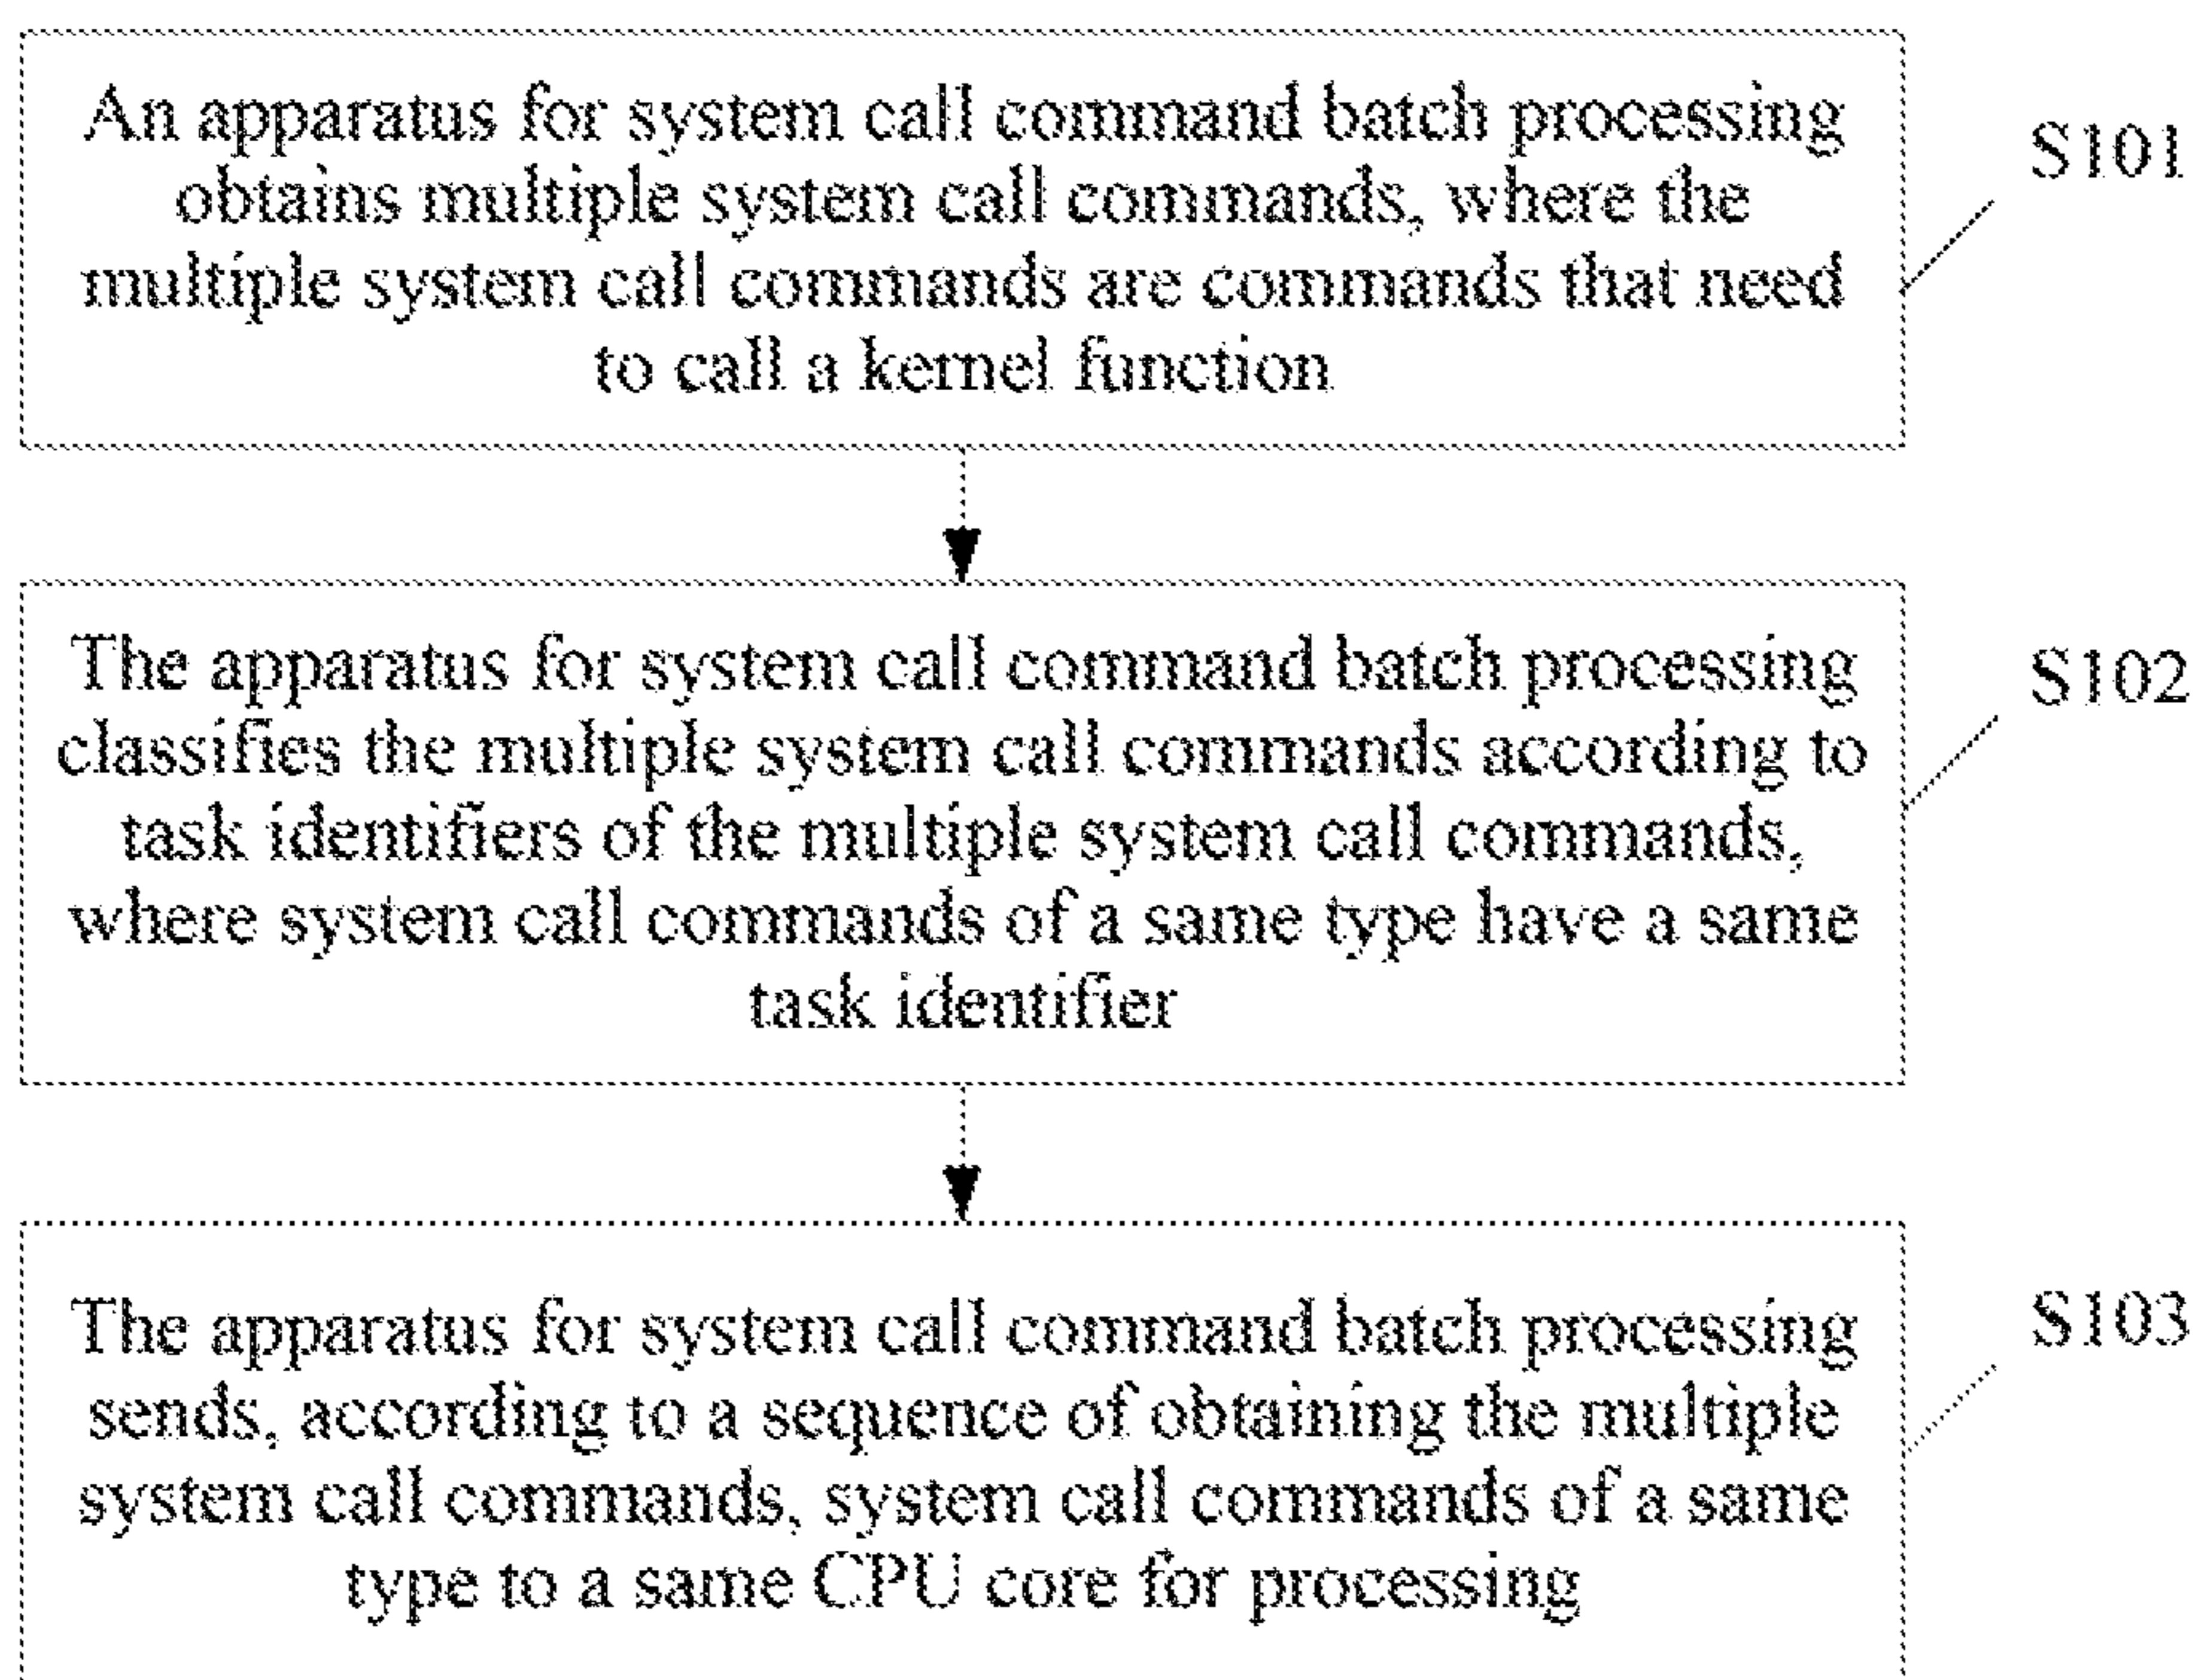 An apparatus for system call command batch processing
obtains multiple system call commands, where the
multiple system call commands are commands that need
to call a kernel function
S101
The apparatus for system call command batch processing
classifies the multiple system call commands according to
task identifiers of the multiple system call commands,
where system call commands of a same type have a same
task identifier
S102
The apparatus for system call command batch processing
sends, according to a sequence of obtaining the multiple
system call commands, system call commands of a same
type to a same CPU core for processing
S103